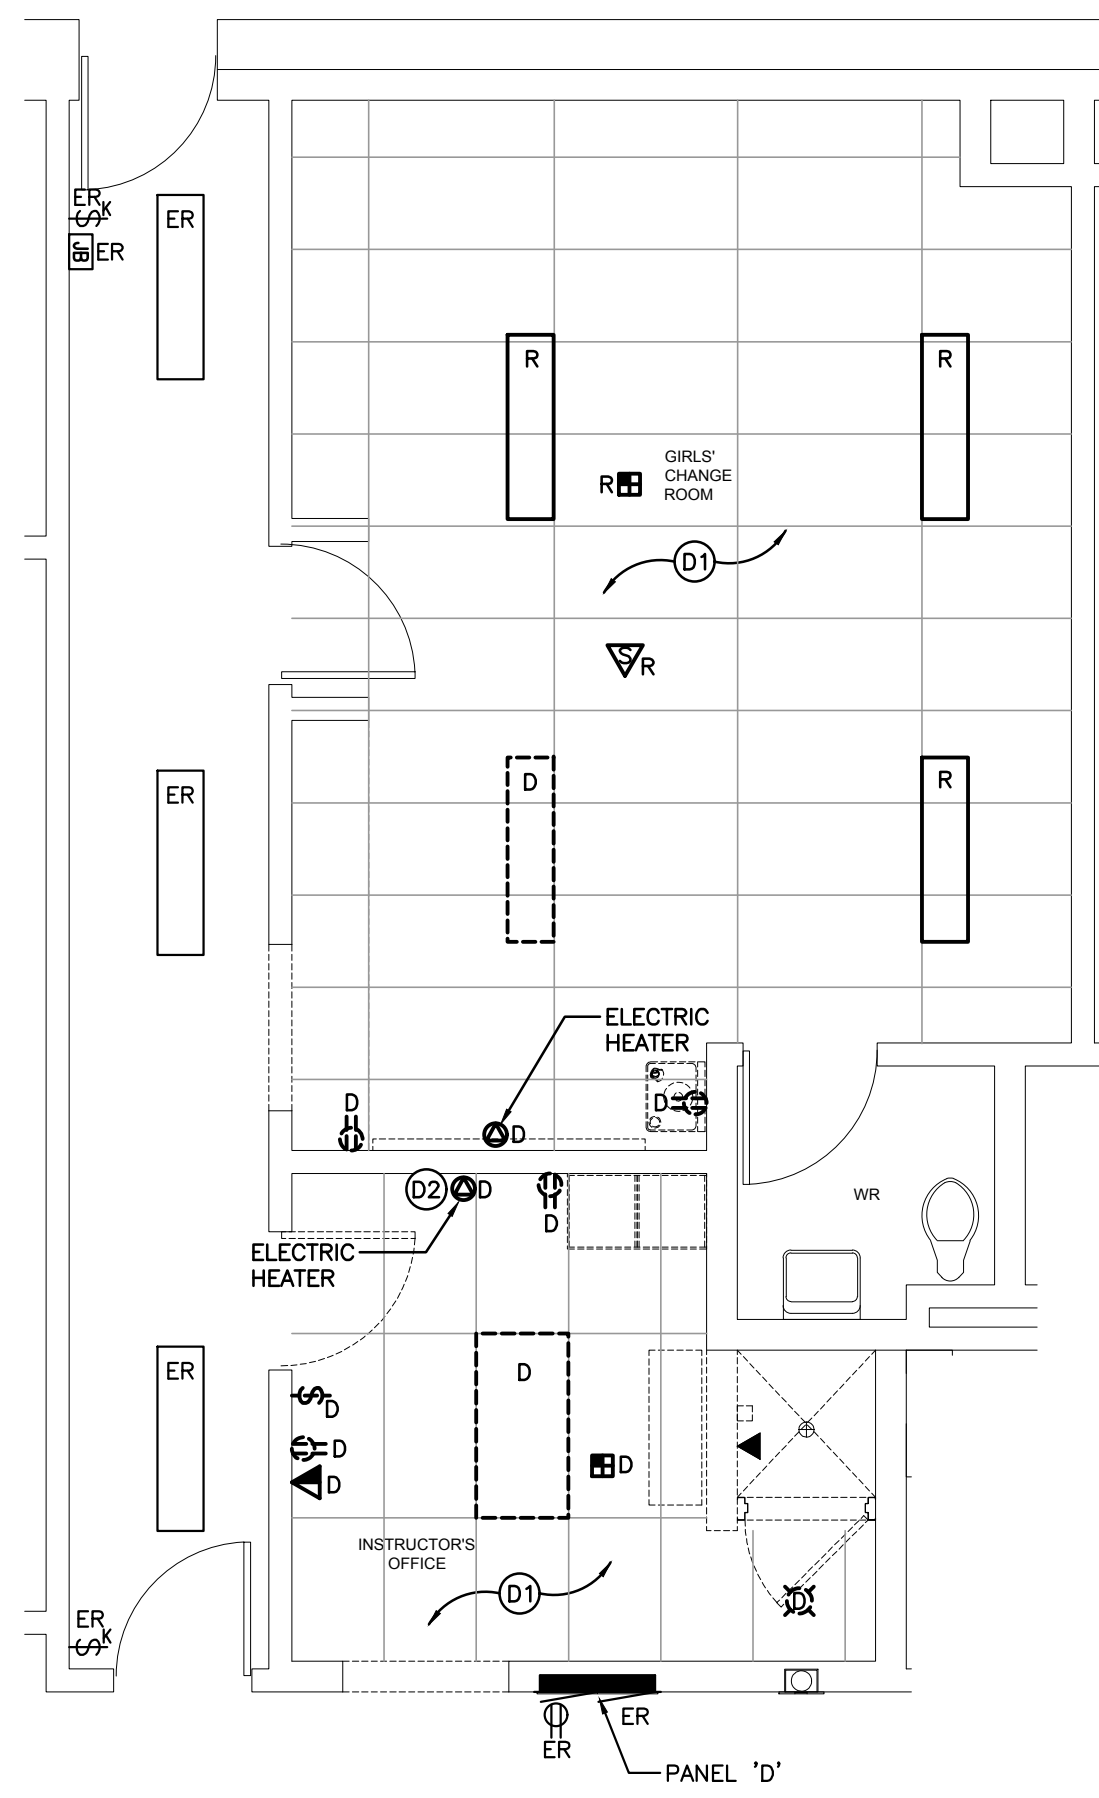 ER
K
ER
JB
ER
R
R
GIRLS'
CHANGE
ROOM
R
D1
S
R
ER
D
R
ELECTRIC
HEATER
D
D
D
D2
D
D
WR
ELECTRIC
HEATER
ER
D
D
D
D
D
INSTRUCTOR'S
OFFICE
D1
D
ER
K
ER
ER
PANEL 'D'